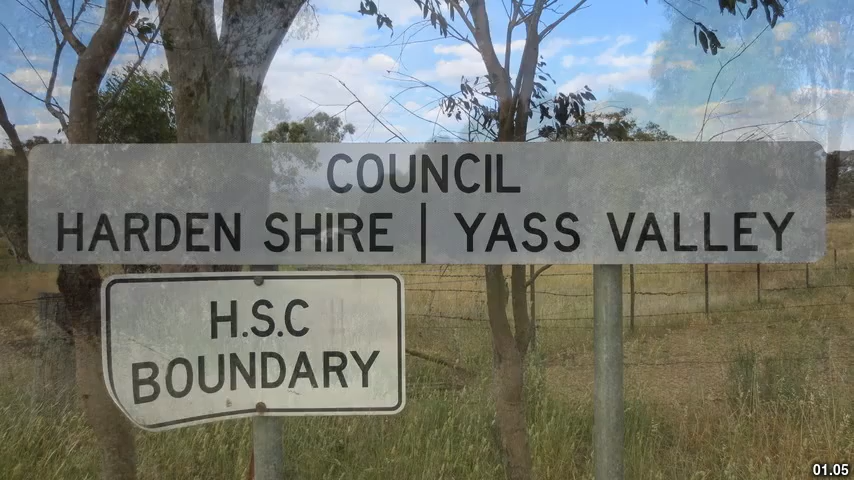 COUNCIL
HARDEN SHIRE | YASS VALLEY
H.S.C
BOUNDARY
01.05